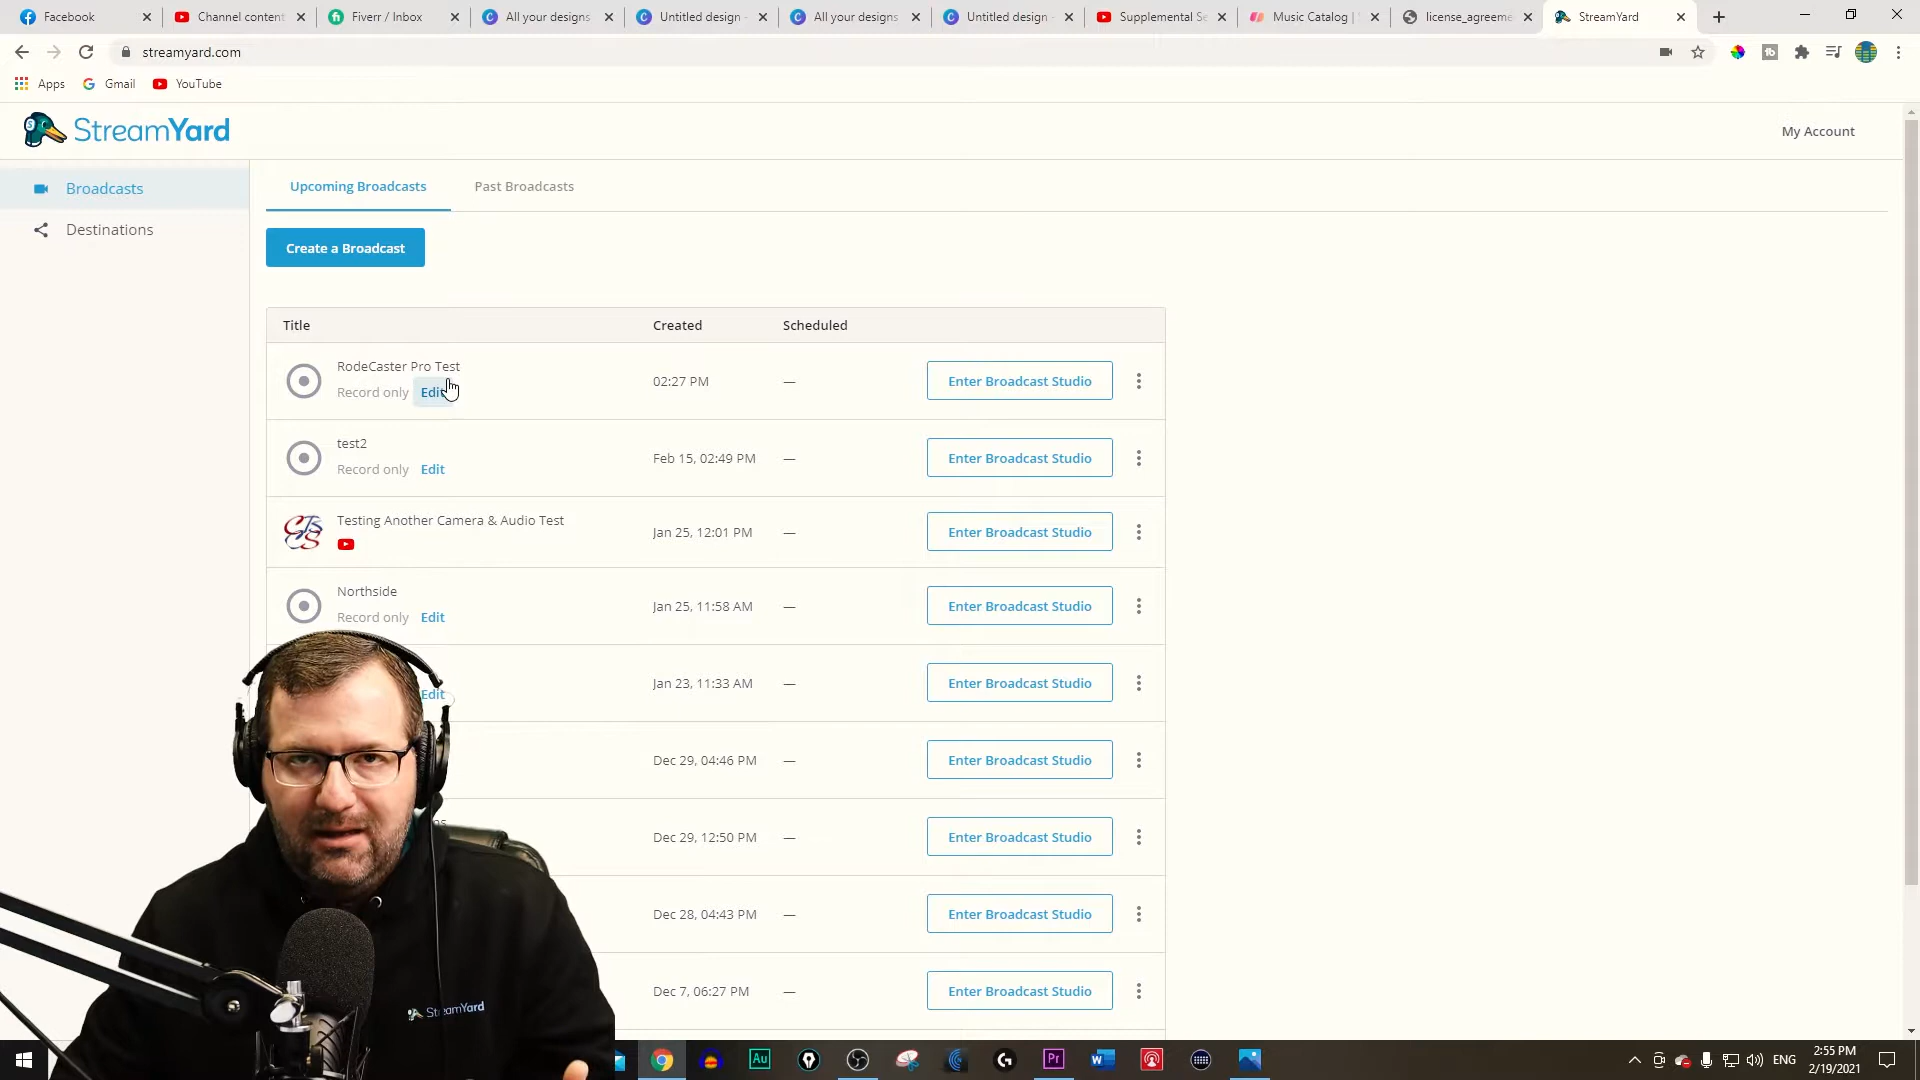 Facebook
Channel content
Fiverr / Inbox
All your designs
Untitled design -
All your designs
Untitled design -
Supplemental Se
Music Catalog |
license_agreeme
StreamYard
streamyard.com
Apps
Gmail
YouTube
StreamYard
My Account
Broadcasts
Destinations
Upcoming Broadcasts
Past Broadcasts
Create a Broadcast
Title
Created
Scheduled
RodeCaster Pro Test
Record only
Edit
02:27 PM
—
Enter Broadcast Studio
test2
Record only
Edit
Feb 15, 02:49 PM
—
Enter Broadcast Studio
Testing Another Camera & Audio Test
Jan 25, 12:01 PM
—
Enter Broadcast Studio
Northside
Record only
Edit
Jan 25, 11:58 AM
—
Enter Broadcast Studio
Edit
Jan 23, 11:33 AM
—
Enter Broadcast Studio
Dec 29, 04:46 PM
—
Enter Broadcast Studio
Dec 29, 12:50 PM
—
Enter Broadcast Studio
Dec 28, 04:43 PM
—
Enter Broadcast Studio
Dec 7, 06:27 PM
—
Enter Broadcast Studio
StreamYard
Au
Pr
ENG
2:55 PM
2/19/2021